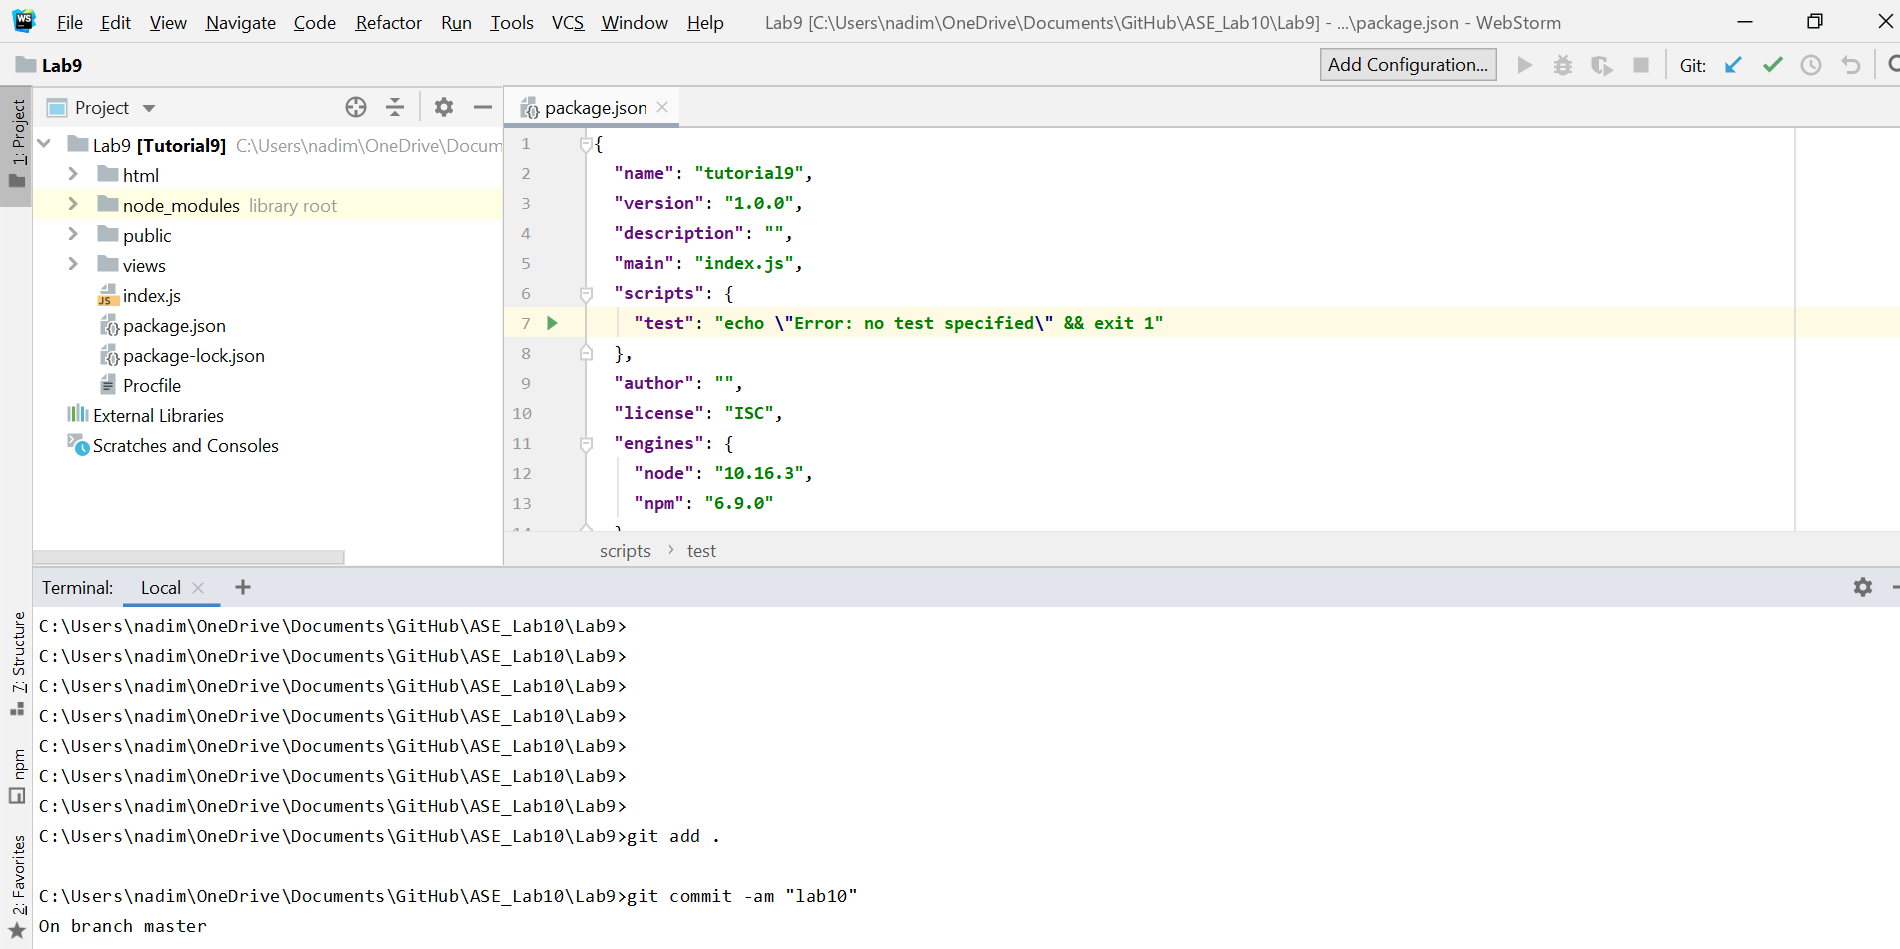 WS File Edit View Navigate Code Refactor Run Tools VCS Window Help Lab9 [C:\Users\nadim\OneDrive\Documents\GitHub\ASE_Lab10\Lab9] - ...\package.json - WebStorm
Lab9 Add Configuration... Git:
1: Project
Project
Lab9 [Tutorial9] C:\Users\nadim\OneDrive\Docum
html
node_modules library root
public
views
JS index.js
package.json
package-lock.json
Procfile
External Libraries
Scratches and Consoles
package.json
1 {
2 "name": "tutorial9",
3 "version": "1.0.0",
4 "description": "",
5 "main": "index.js",
6 "scripts": {
7 "test": "echo \"Error: no test specified\" && exit 1"
8 },
9 "author": "",
10 "license": "ISC",
11 "engines": {
12 "node": "10.16.3",
13 "npm": "6.9.0"
scripts › test
7: Structure
npm
2: Favorites
Terminal: Local +
C:\Users\nadim\OneDrive\Documents\GitHub\ASE_Lab10\Lab9>
C:\Users\nadim\OneDrive\Documents\GitHub\ASE_Lab10\Lab9>
C:\Users\nadim\OneDrive\Documents\GitHub\ASE_Lab10\Lab9>
C:\Users\nadim\OneDrive\Documents\GitHub\ASE_Lab10\Lab9>
C:\Users\nadim\OneDrive\Documents\GitHub\ASE_Lab10\Lab9>
C:\Users\nadim\OneDrive\Documents\GitHub\ASE_Lab10\Lab9>
C:\Users\nadim\OneDrive\Documents\GitHub\ASE_Lab10\Lab9>
C:\Users\nadim\OneDrive\Documents\GitHub\ASE_Lab10\Lab9>git add .
C:\Users\nadim\OneDrive\Documents\GitHub\ASE_Lab10\Lab9>git commit -am "lab10"
On branch master